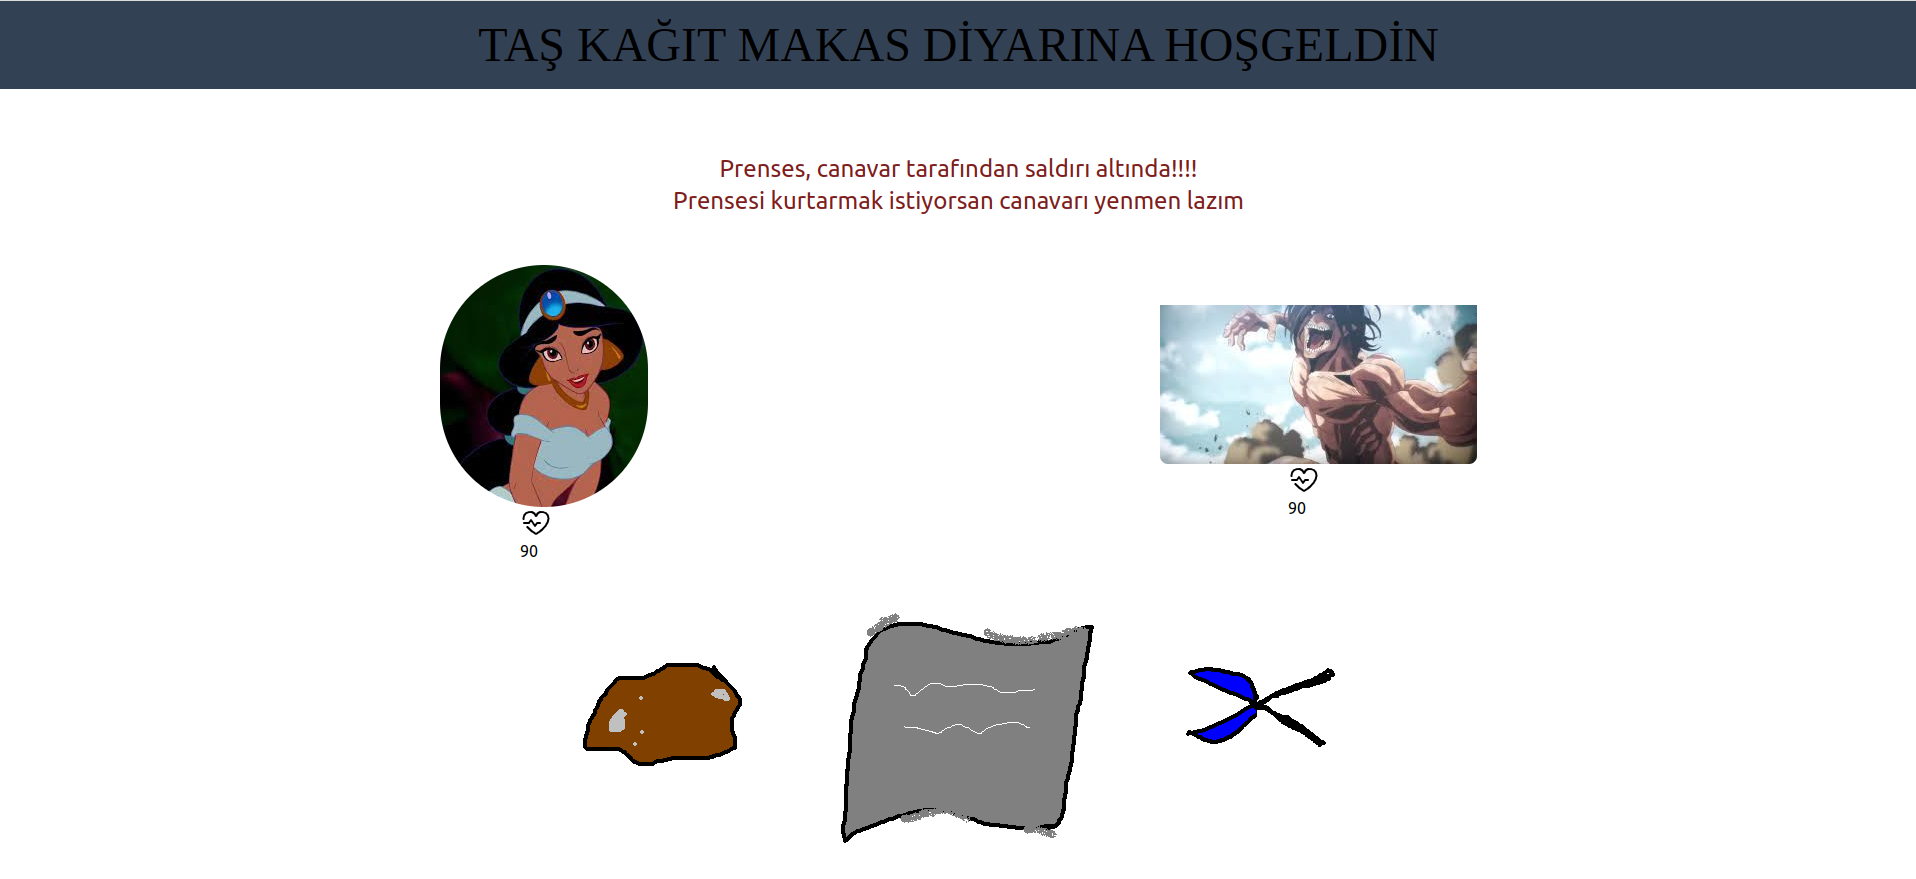 TAŞ KAĞIT MAKAS DİYARINA HOŞGELDİN
Prenses, canavar tarafından saldırı altında!!!!
Prensesi kurtarmak istiyorsan canavarı yenmen lazım
90
90